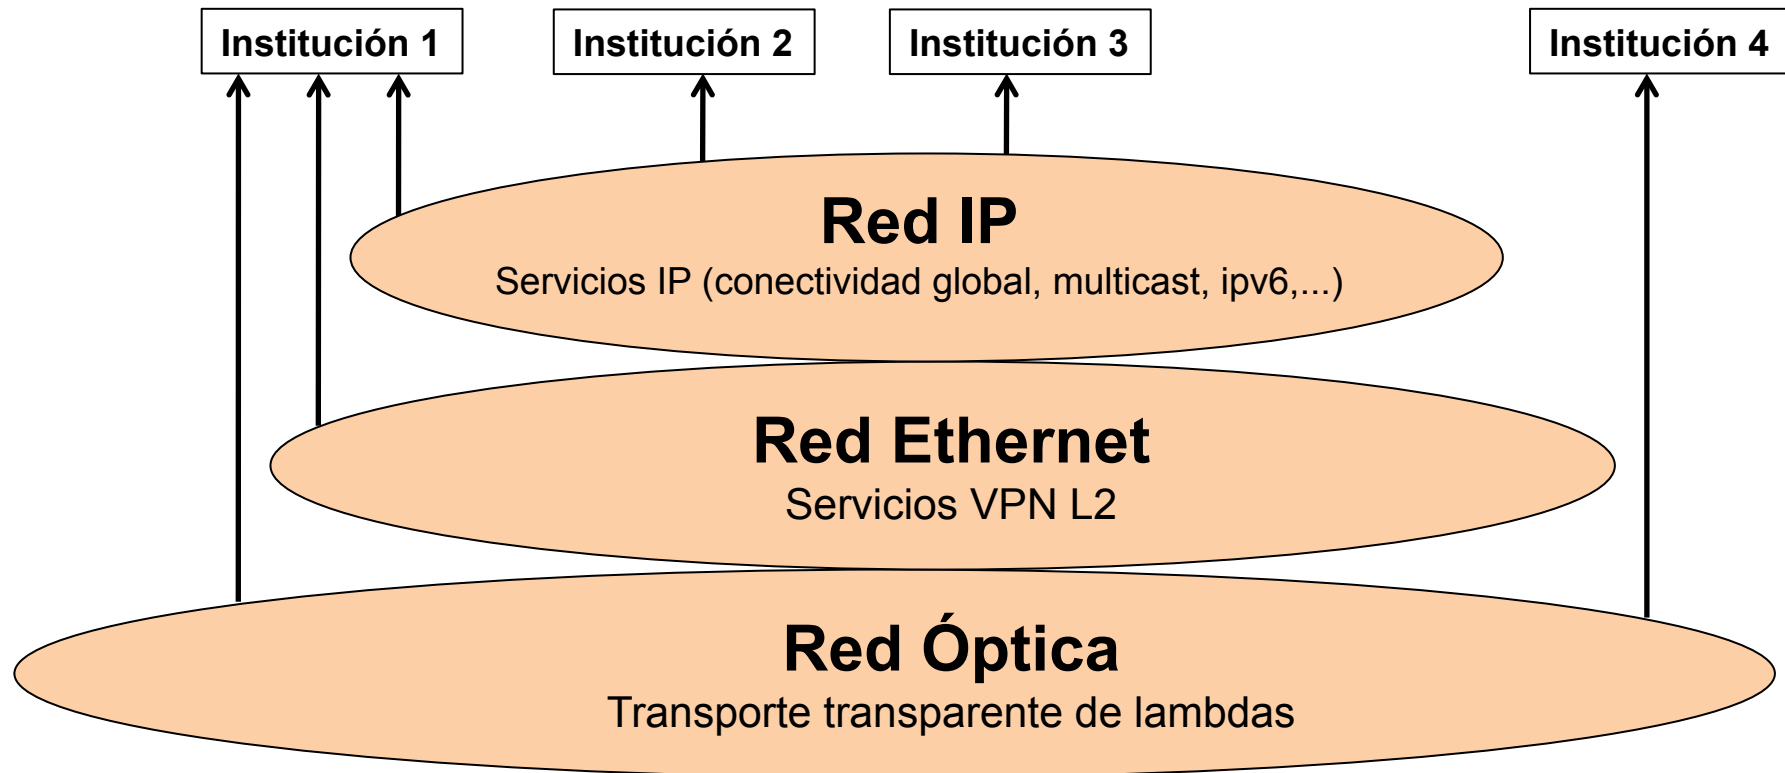 Institución 1
Institución 2
Institución 3
Institución 4
Red IP
Servicios IP (conectividad global, multicast, ipv6,...)
Red Ethernet
Servicios VPN L2
Red Óptica
Transporte transparente de lambdas